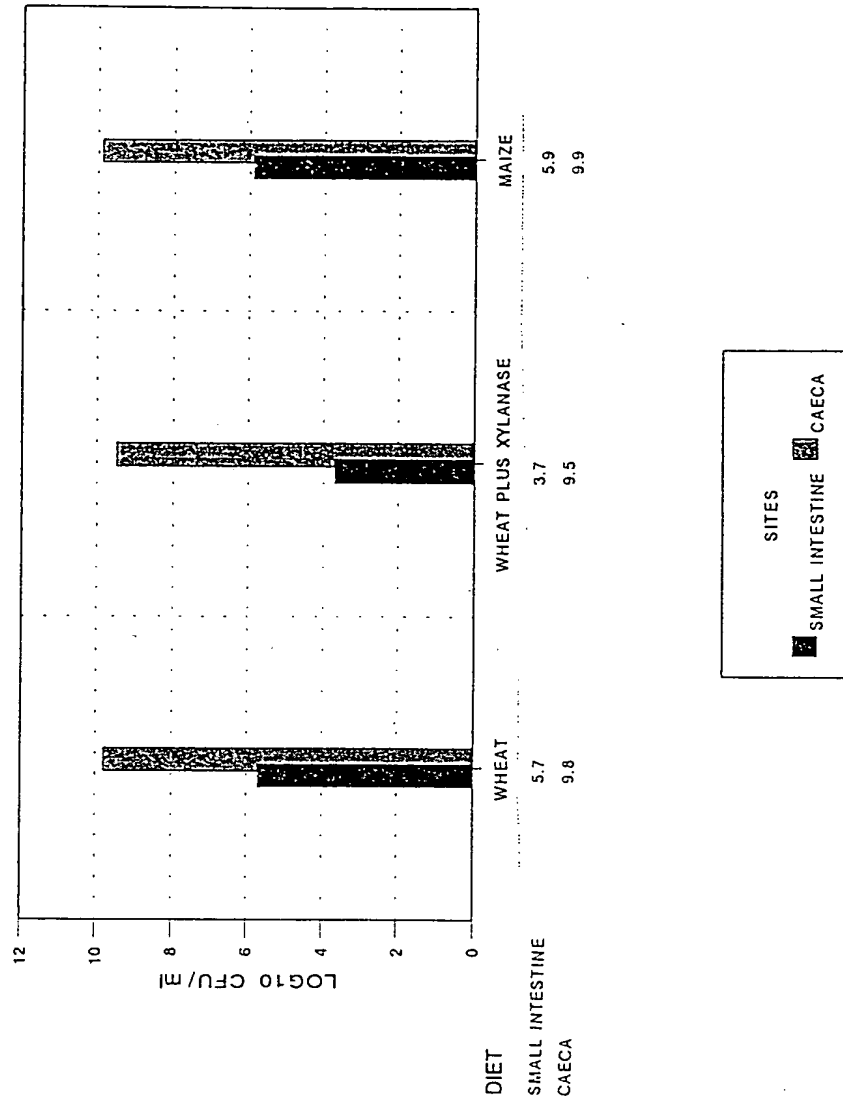 12
10
8
6
4
2
0
LOG10 CFU/ml
DIET WHEAT WHEAT PLUS XYLANASE MAIZE
SMALL INTESTINE 5.7 3.7 5.9
CAECA 9.8 9.5 9.9
SITES
SMALL INTESTINE CAECA